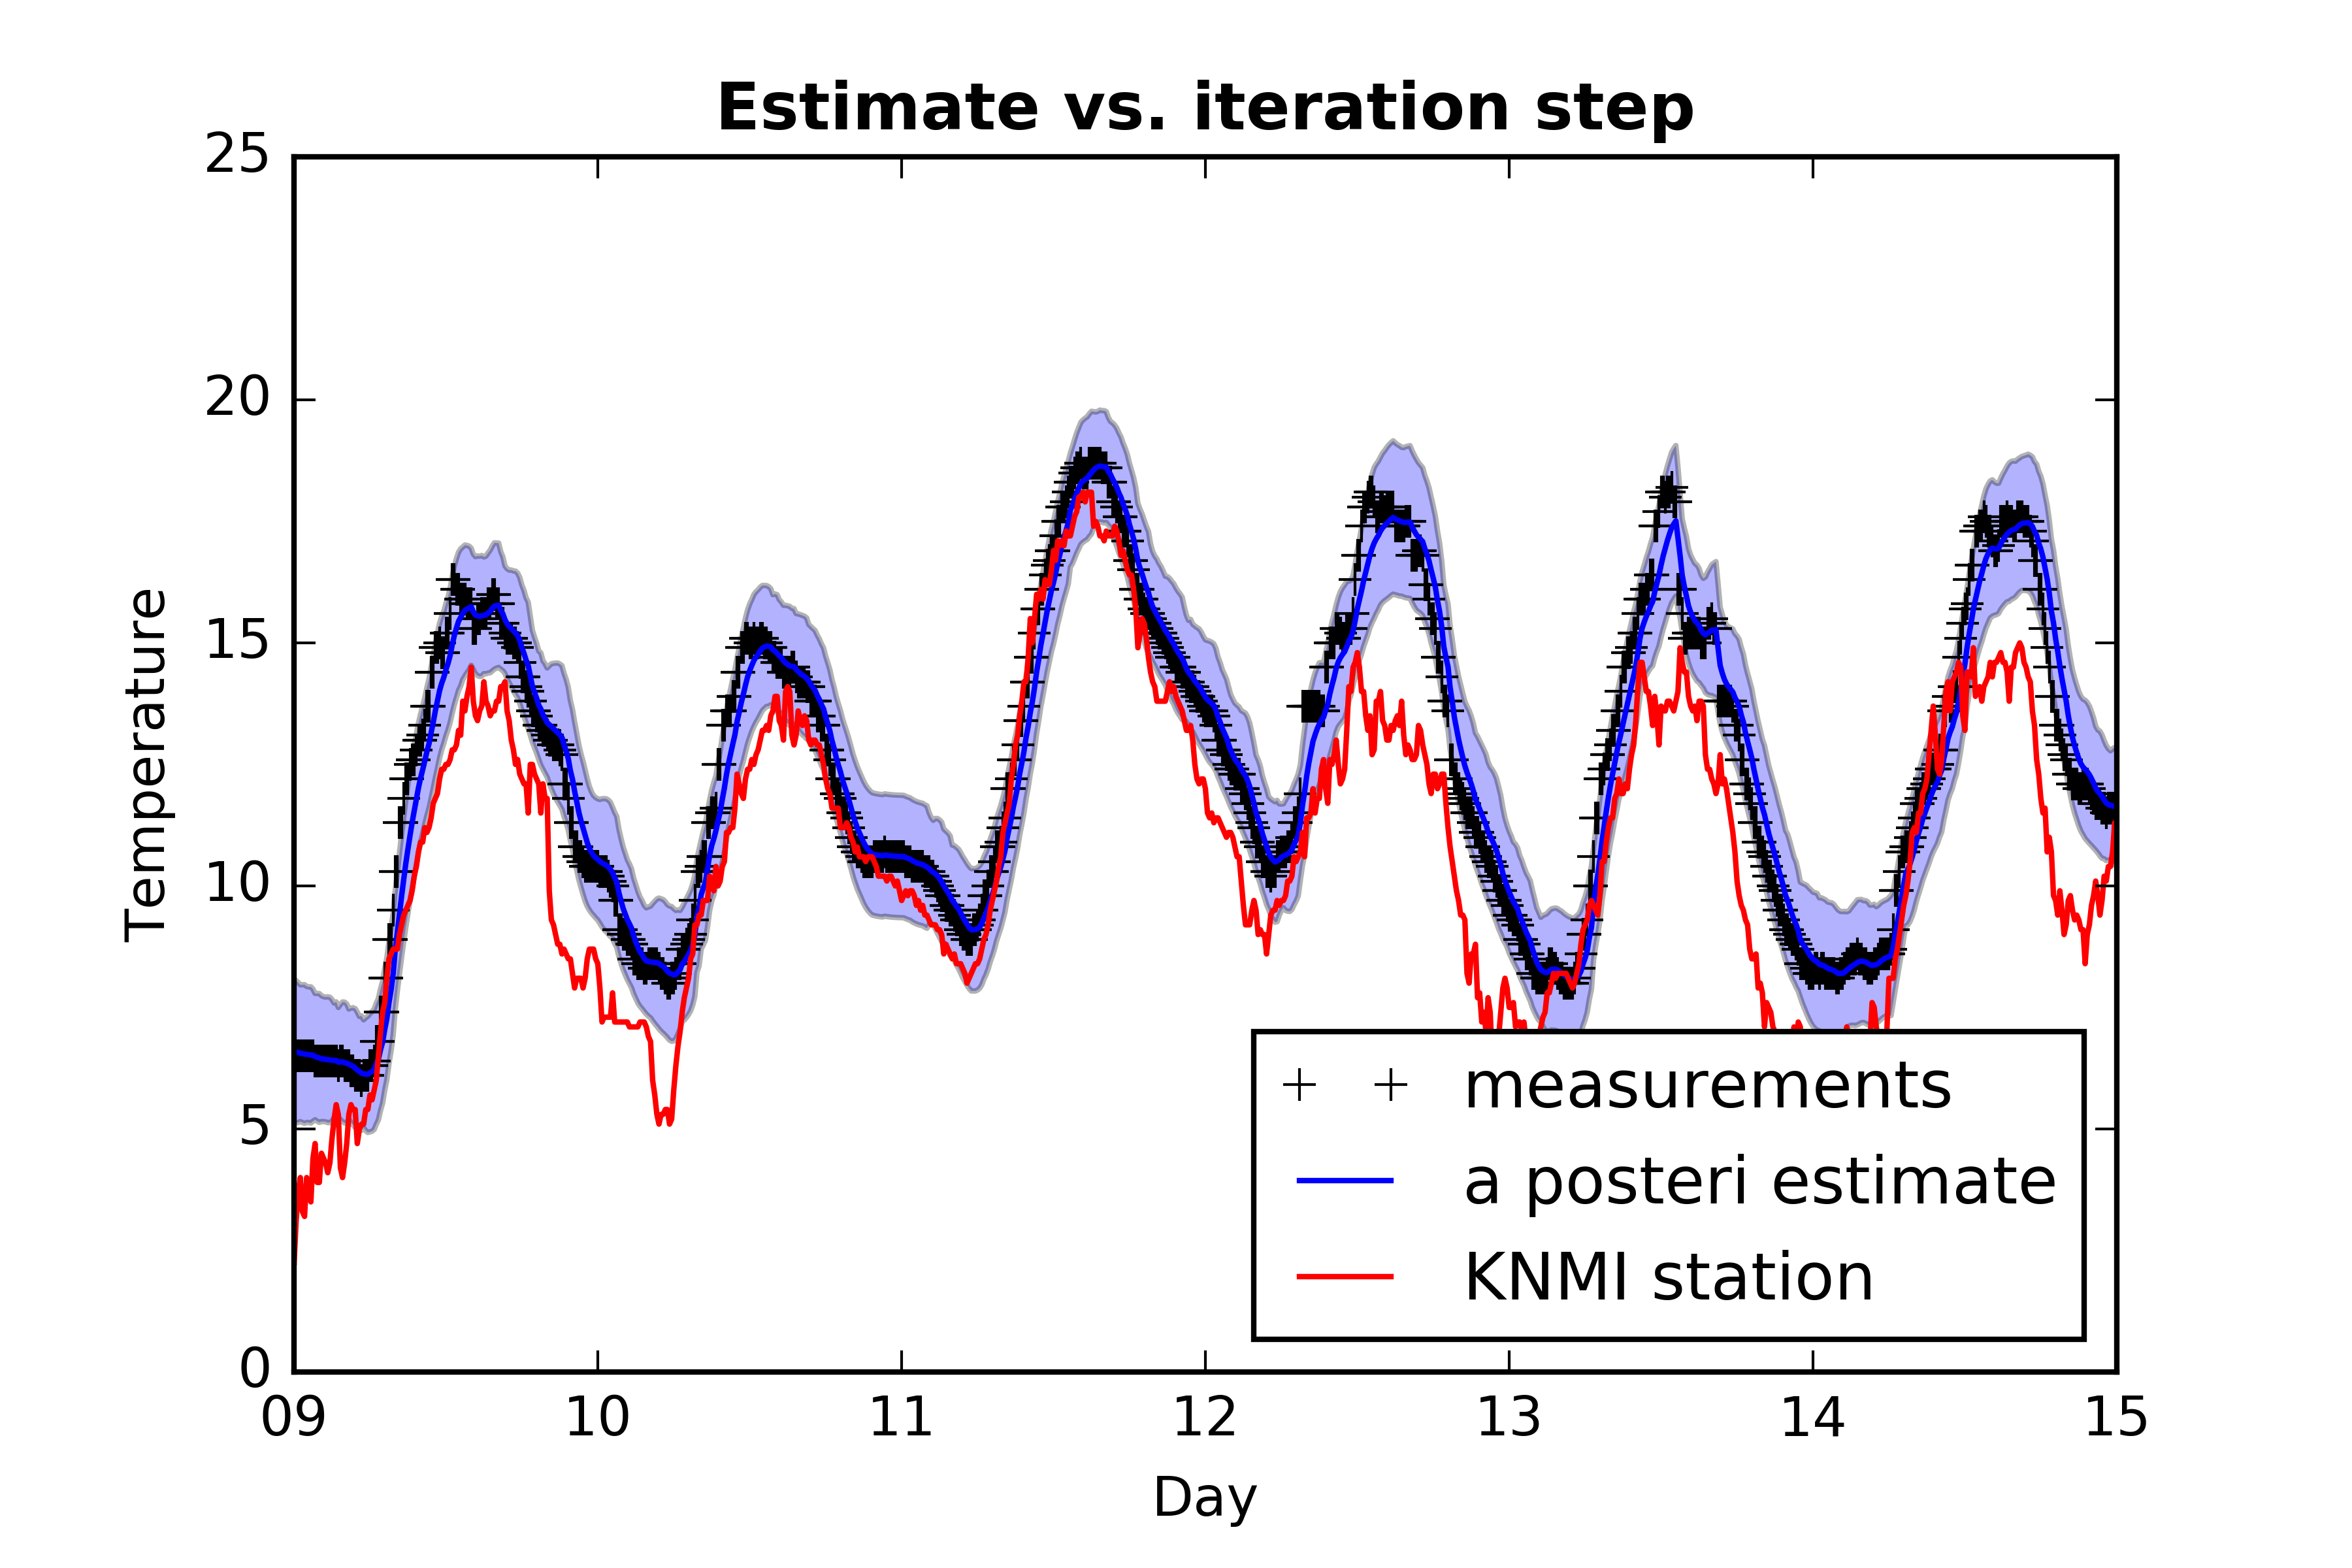 Estimate vs. iteration step
25
20
15
10
5
0
Temperature
09 10 11 12 13 14 15
Day
measurements
a posteri estimate
KNMI station